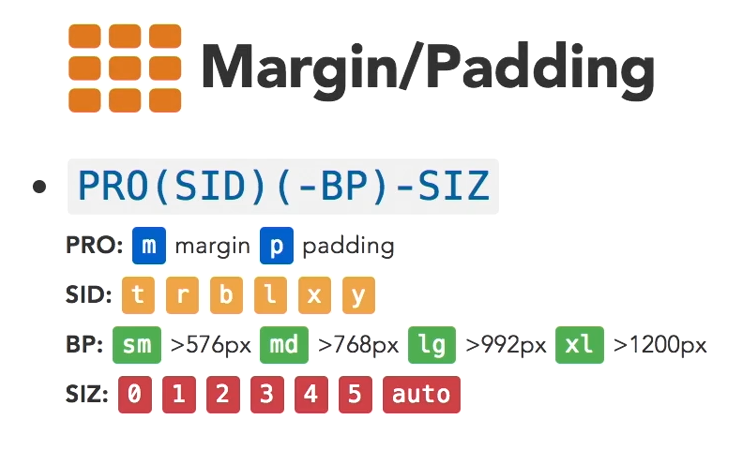 Margin/Padding
PRO(SID)(-BP)-SIZ
PRO: m margin p padding
SID: t r b l x y
BP: sm >576px md >768px lg >992px xl >1200px
SIZ: 0 1 2 3 4 5 auto